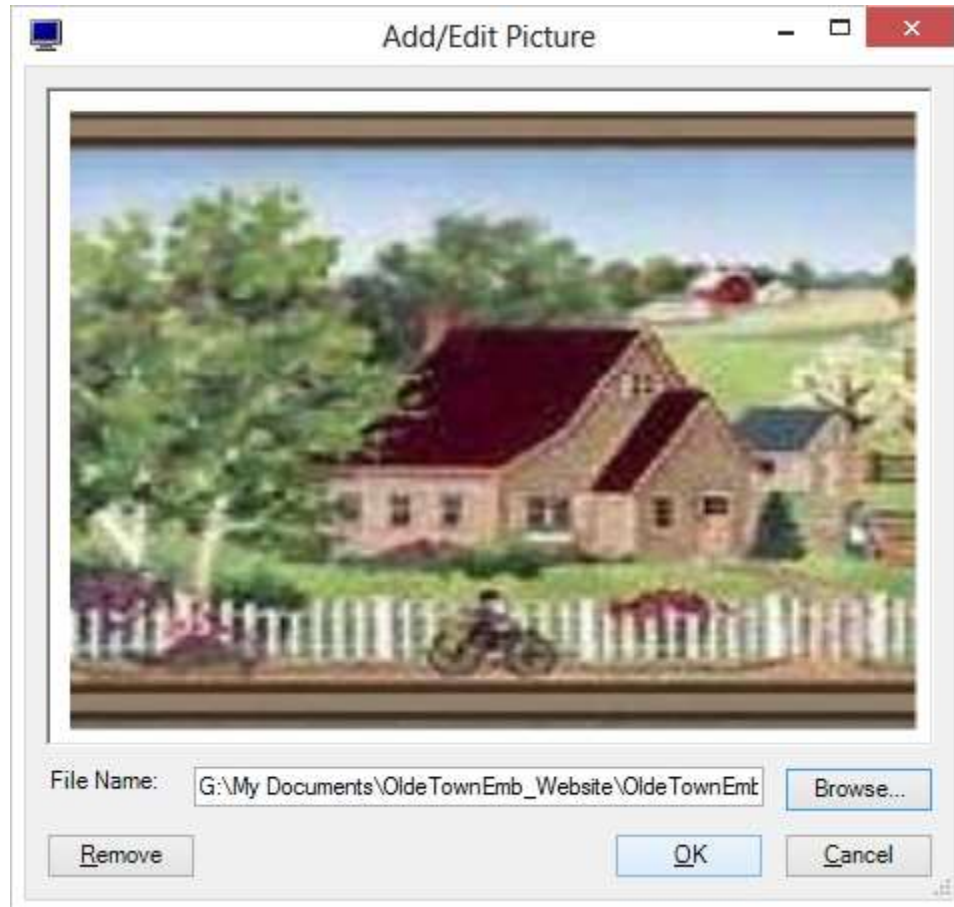 Add/Edit Picture
File Name:
G:\My Documents\OldeTownEmb_Website\OldeTownEmb
Browse...
Remove
OK
Cancel